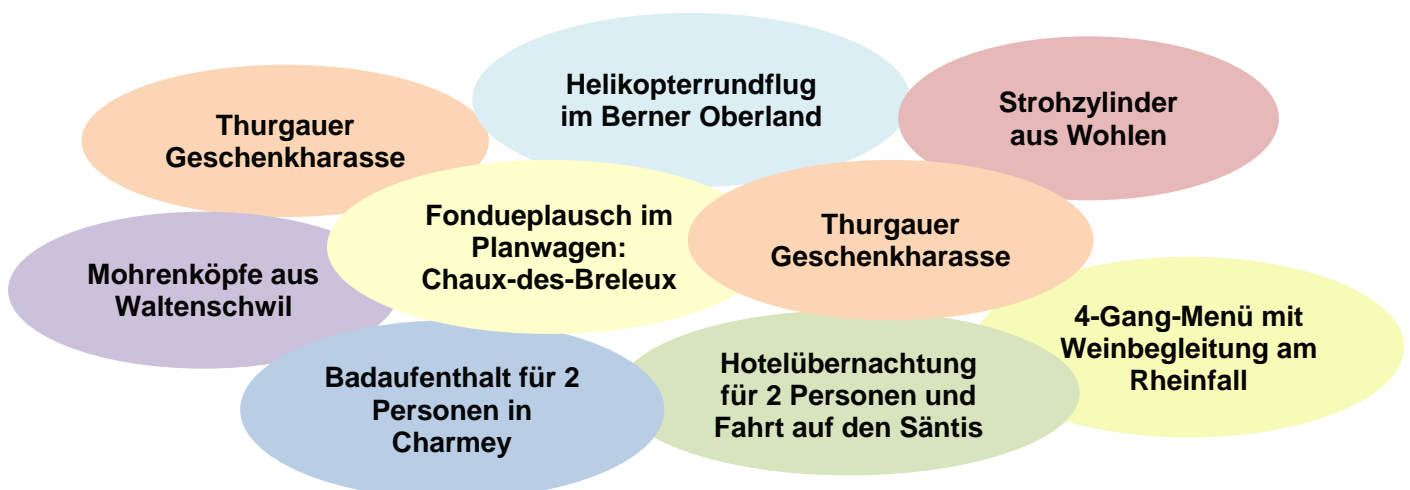 Helikopterrundflug
im Berner Oberland
Strohzylinder
aus Wohlen
Thurgauer
Geschenkharasse
Fondueplausch im
Planwagen:
Chaux-des-Breleux
Thurgauer
Geschenkharasse
Mohrenköpfe aus
Waltenschwil
4-Gang-Menü mit
Weinbegleitung am
Rheinfall
Badaufenthalt für 2
Personen in
Charmey
Hotelübernachtung
für 2 Personen und
Fahrt auf den Säntis